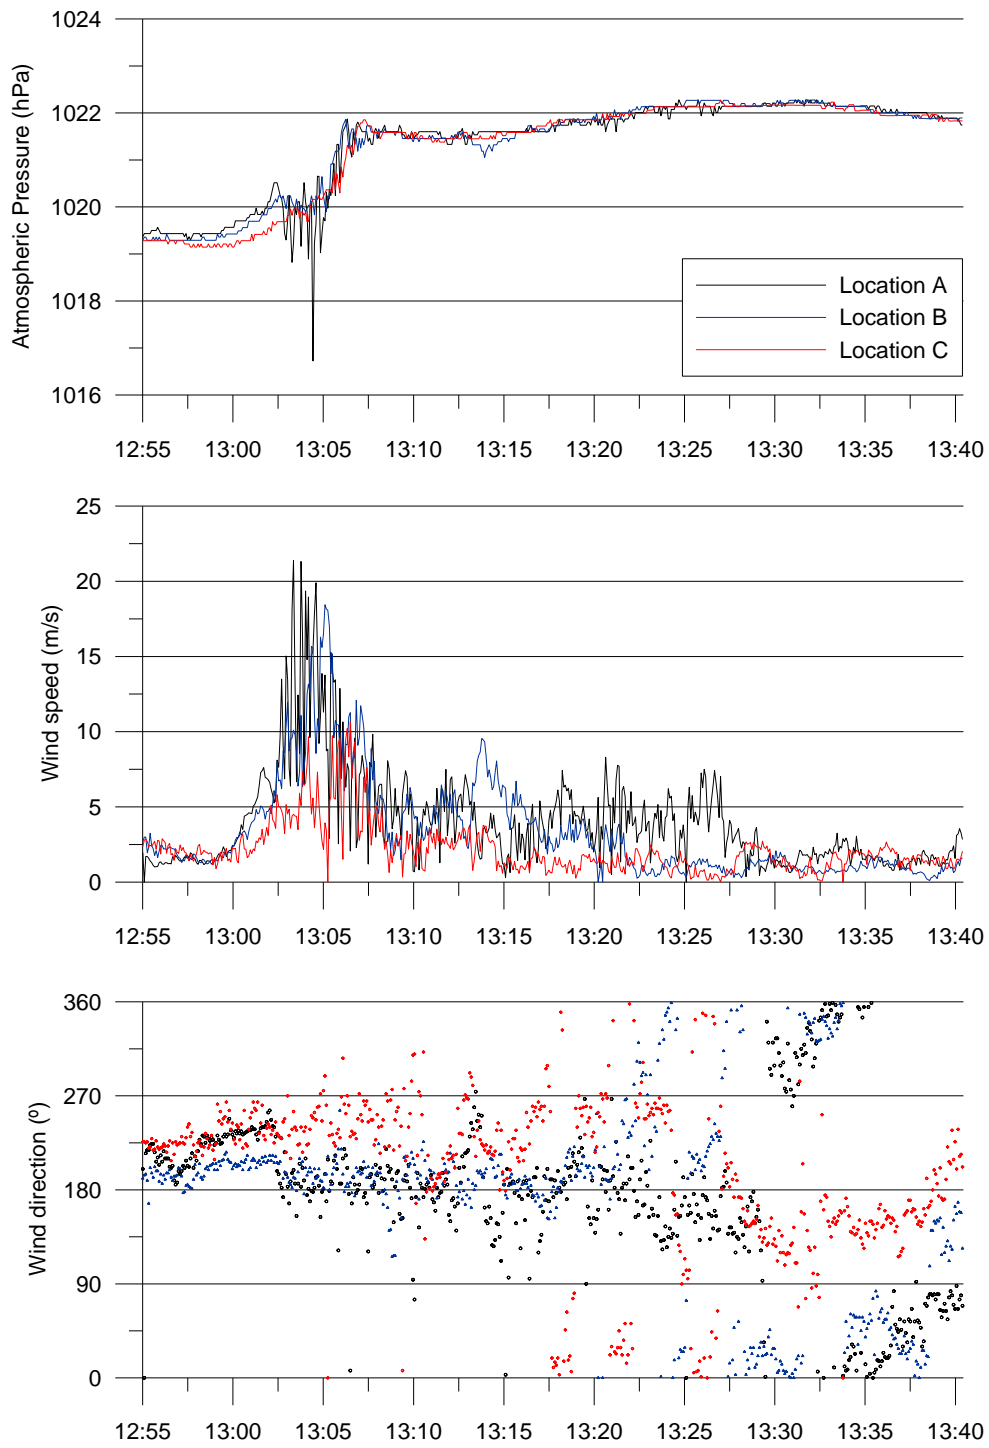 1024
1022
1020
1018
1016
Atmospheric Pressure (hPa)
Location A
Location B
Location C
12:55 13:00 13:05 13:10 13:15 13:20 13:25 13:30 13:35 13:40
25
20
15
10
5
0
Wind speed (m/s)
12:55 13:00 13:05 13:10 13:15 13:20 13:25 13:30 13:35 13:40
360
270
180
90
0
Wind direction (º)
12:55 13:00 13:05 13:10 13:15 13:20 13:25 13:30 13:35 13:40